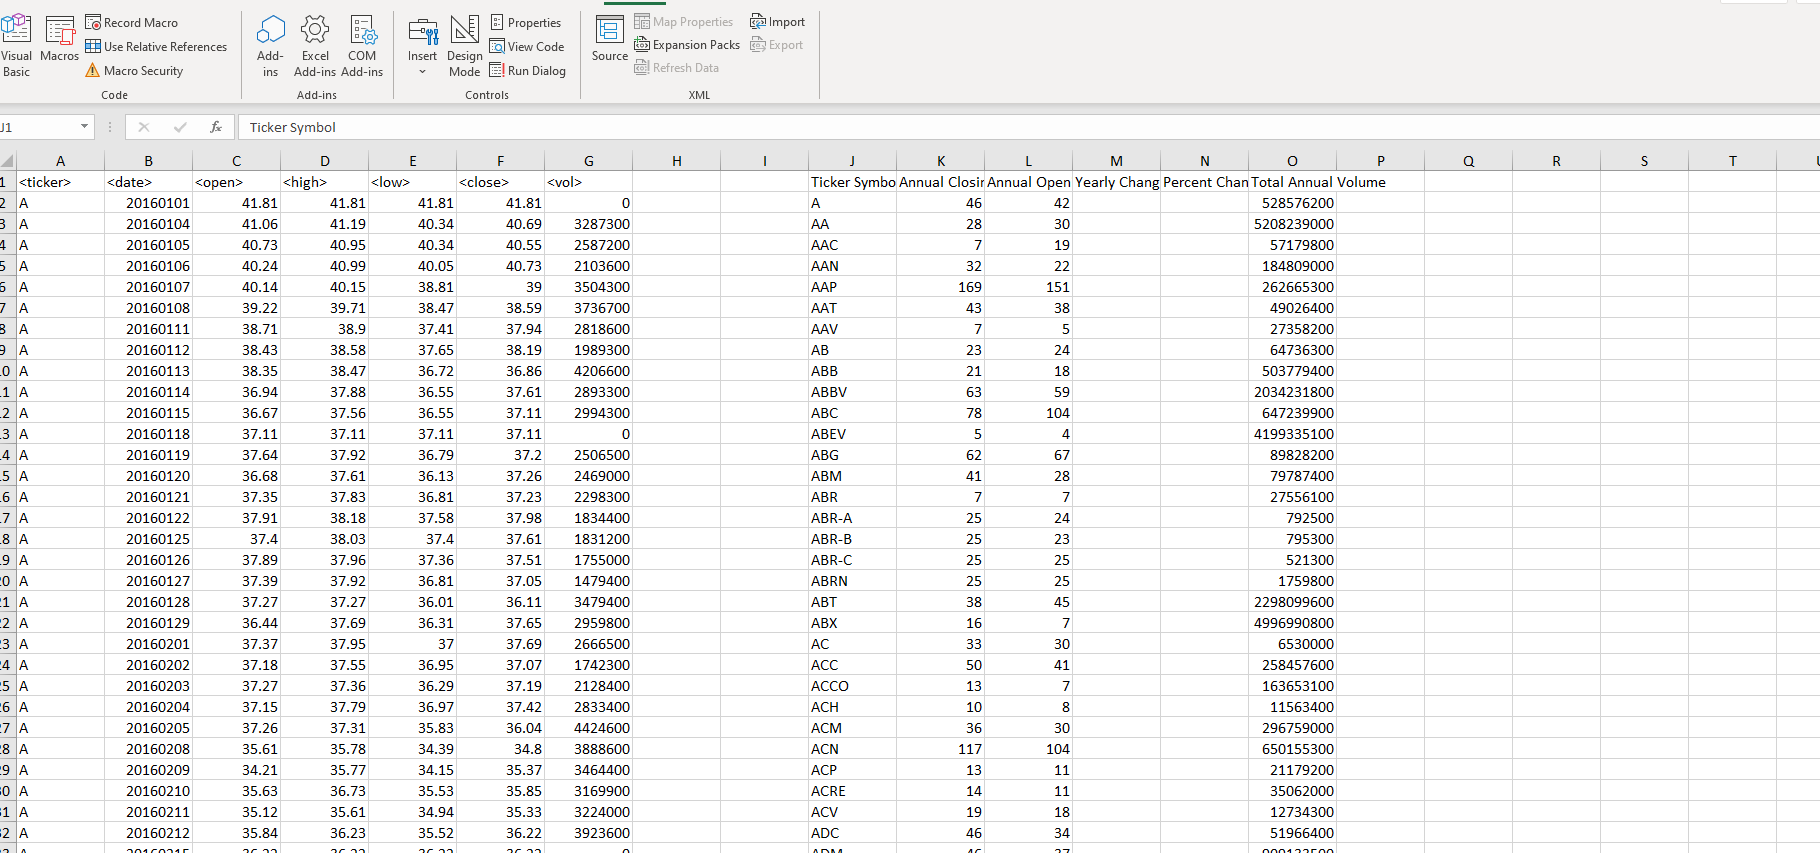 Visual Basic
Macros
Record Macro
Use Relative References
Macro Security
Code
Add-ins
Excel Add-ins
COM Add-ins
Add-ins
Insert
Design Mode
Properties
View Code
Run Dialog
Controls
Source
Map Properties
Expansion Packs
Refresh Data
Import
Export
XML
J1 fx Ticker Symbol
A B C D E F G H I J K L M N O P Q R S T
1 <ticker> <date> <open> <high> <low> <close> <vol> Ticker Symbo Annual Closin Annual Open Yearly Chang Percent Chan Total Annual Volume
2 A 20160101 41.81 41.81 41.81 41.81 0 A 46 42 528576200
3 A 20160104 41.06 41.19 40.34 40.69 3287300 AA 28 30 5208239000
4 A 20160105 40.73 40.95 40.34 40.55 2587200 AAC 7 19 57179800
5 A 20160106 40.24 40.99 40.05 40.73 2103600 AAN 32 22 184809000
6 A 20160107 40.14 40.15 38.81 39 3504300 AAP 169 151 262665300
7 A 20160108 39.22 39.71 38.47 38.59 3736700 AAT 43 38 49026400
8 A 20160111 38.71 38.9 37.41 37.94 2818600 AAV 7 5 27358200
9 A 20160112 38.43 38.58 37.65 38.19 1989300 AB 23 24 64736300
.0 A 20160113 38.35 38.47 36.72 36.86 4206600 ABB 21 18 503779400
.1 A 20160114 36.94 37.88 36.55 37.61 2893300 ABBV 63 59 2034231800
.2 A 20160115 36.67 37.56 36.55 37.11 2994300 ABC 78 104 647239900
.3 A 20160118 37.11 37.11 37.11 37.11 0 ABEV 5 4 4199335100
.4 A 20160119 37.64 37.92 36.79 37.2 2506500 ABG 62 67 89828200
.5 A 20160120 36.68 37.61 36.13 37.26 2469000 ABM 41 28 79787400
.6 A 20160121 37.35 37.83 36.81 37.23 2298300 ABR 7 7 27556100
.7 A 20160122 37.91 38.18 37.58 37.98 1834400 ABR-A 25 24 792500
.8 A 20160125 37.4 38.03 37.4 37.61 1831200 ABR-B 25 23 795300
.9 A 20160126 37.89 37.96 37.36 37.51 1755000 ABR-C 25 25 521300
20 A 20160127 37.39 37.92 36.81 37.05 1479400 ABRN 25 25 1759800
21 A 20160128 37.27 37.27 36.01 36.11 3479400 ABT 38 45 2298099600
22 A 20160129 36.44 37.69 36.31 37.65 2959800 ABX 16 7 4996990800
23 A 20160201 37.37 37.95 37 37.69 2666500 AC 33 30 6530000
24 A 20160202 37.18 37.55 36.95 37.07 1742300 ACC 50 41 258457600
25 A 20160203 37.27 37.36 36.29 37.19 2128400 ACCO 13 7 163653100
26 A 20160204 37.15 37.79 36.97 37.42 2833400 ACH 10 8 11563400
27 A 20160205 37.26 37.31 35.83 36.04 4424600 ACM 36 30 296759000
28 A 20160208 35.61 35.78 34.39 34.8 3888600 ACN 117 104 650155300
29 A 20160209 34.21 35.77 34.15 35.37 3464400 ACP 13 11 21179200
30 A 20160210 35.63 36.73 35.53 35.85 3169900 ACRE 14 11 35062000
31 A 20160211 35.12 35.61 34.94 35.33 3224000 ACV 19 18 12734300
32 A 20160212 35.84 36.23 35.52 36.22 3923600 ADC 46 34 51966400